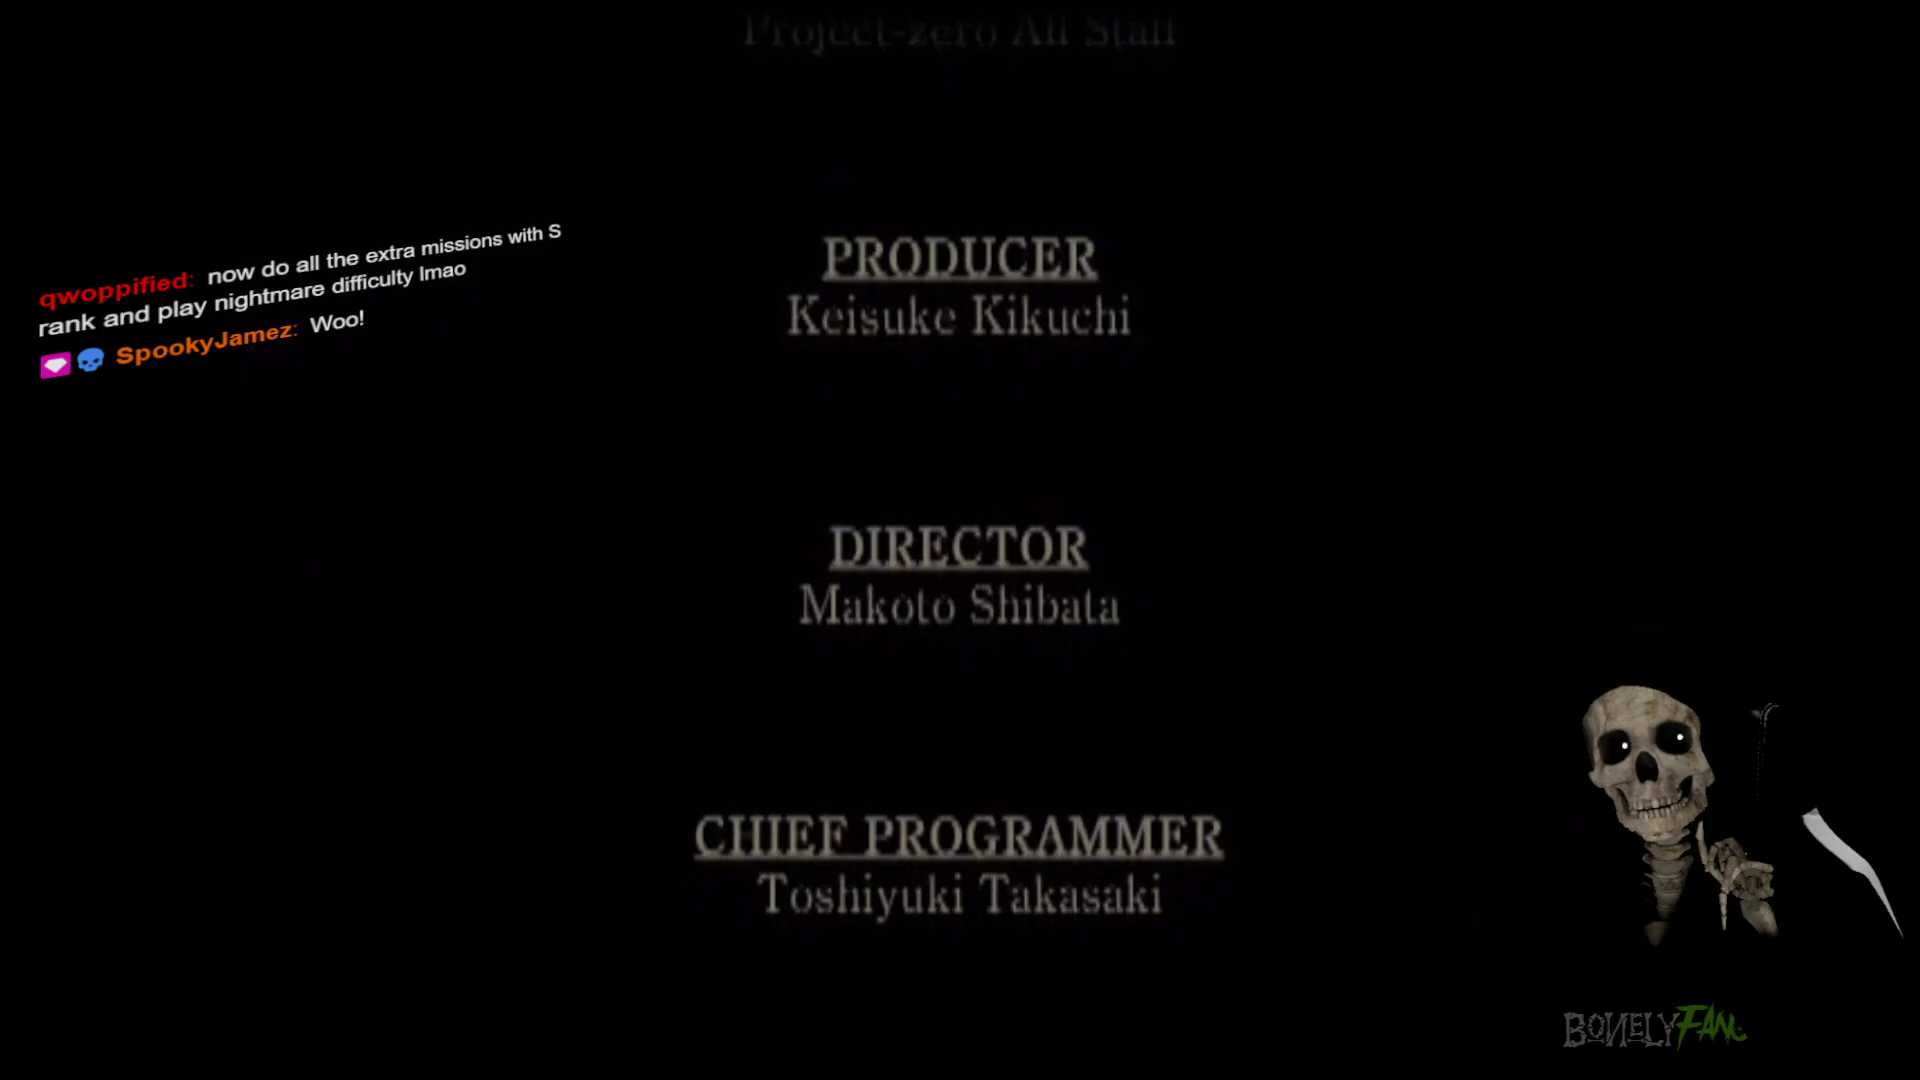 Project-zero All Staff
PRODUCER
Keisuke Kikuchi
qwoppified: now do all the extra missions with S
rank and play nightmare difficulty lmao
SpookyJamez: Woo!
DIRECTOR
Makoto Shibata
CHIEF PROGRAMMER
Toshiyuki Takasaki
BONELYFANS